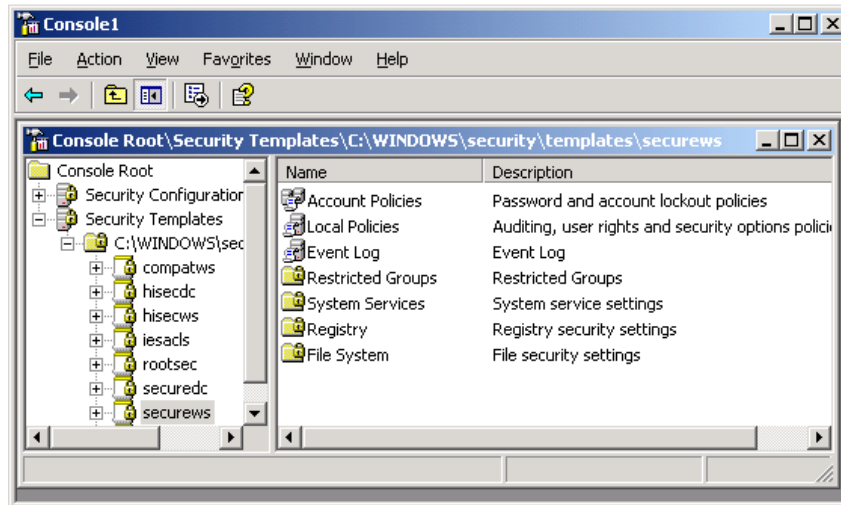 Console1
File Action View Favorites Window Help
Console Root\Security Templates\C:\WINDOWS\security\templates\securews
Console Root
Security Configuration
Security Templates
C:\WINDOWS\sec
compatws
hisecdc
hisecws
iesacls
rootsec
securedc
securews
Name Description
Account Policies Password and account lockout policies
Local Policies Auditing, user rights and security options polici
Event Log Event Log
Restricted Groups Restricted Groups
System Services System service settings
Registry Registry security settings
File System File security settings